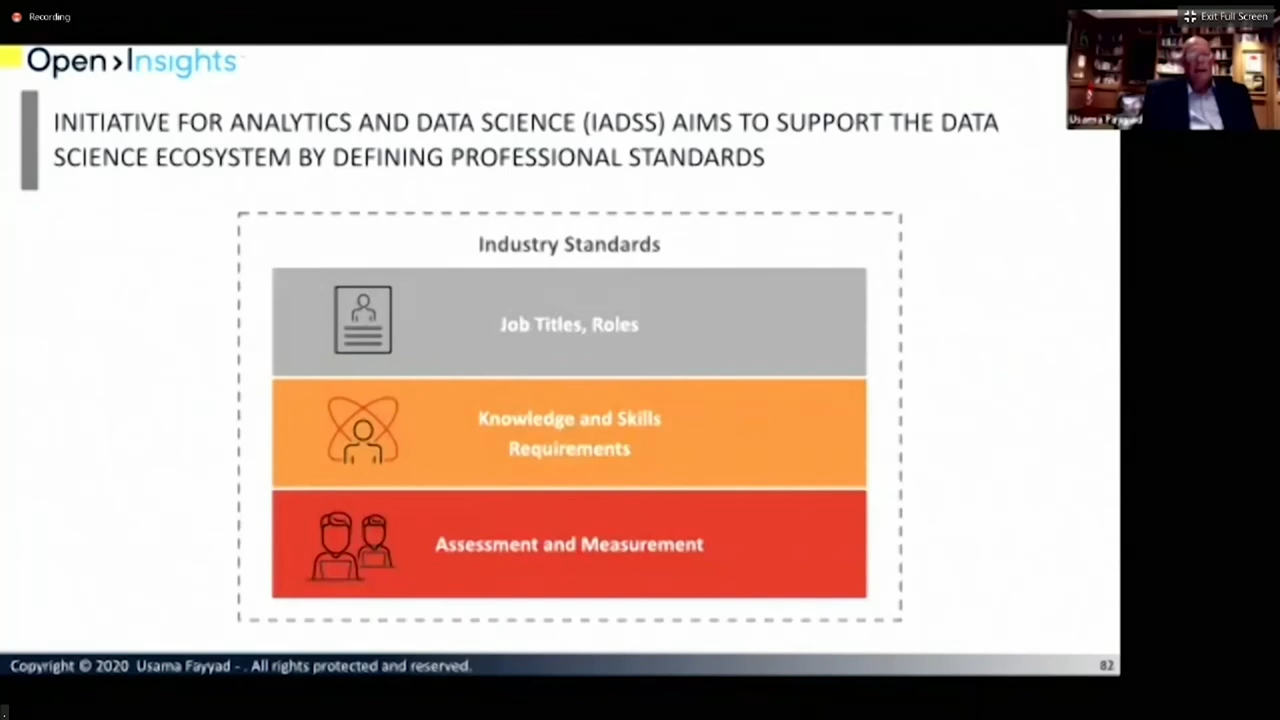 Recording
Exit Full Screen
Open>Insights
Usama Fayyad
INITIATIVE FOR ANALYTICS AND DATA SCIENCE (IADSS) AIMS TO SUPPORT THE DATA
SCIENCE ECOSYSTEM BY DEFINING PROFESSIONAL STANDARDS
Industry Standards
Job Titles, Roles
Knowledge and Skills
Requirements
Assessment and Measurement
Copyright © 2020 Usama Fayyad - . All rights protected and reserved.
82